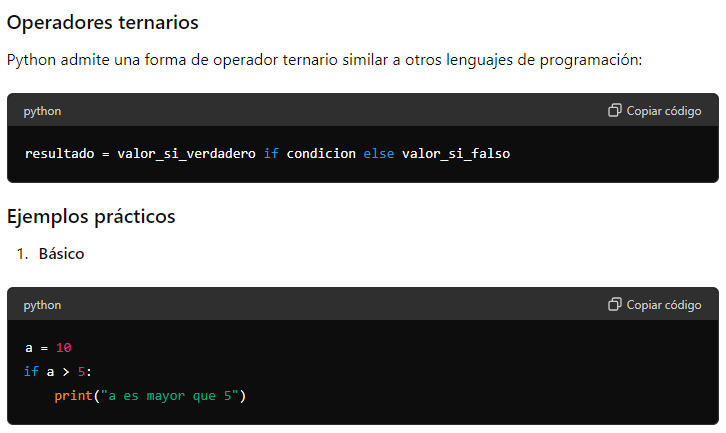 Operadores ternarios
Python admite una forma de operador ternario similar a otros lenguajes de programación:
python Copiar código
resultado = valor_si_verdadero if condicion else valor_si_falso
Ejemplos prácticos
1. Básico
python Copiar código
a = 10
if a > 5:
    print("a es mayor que 5")